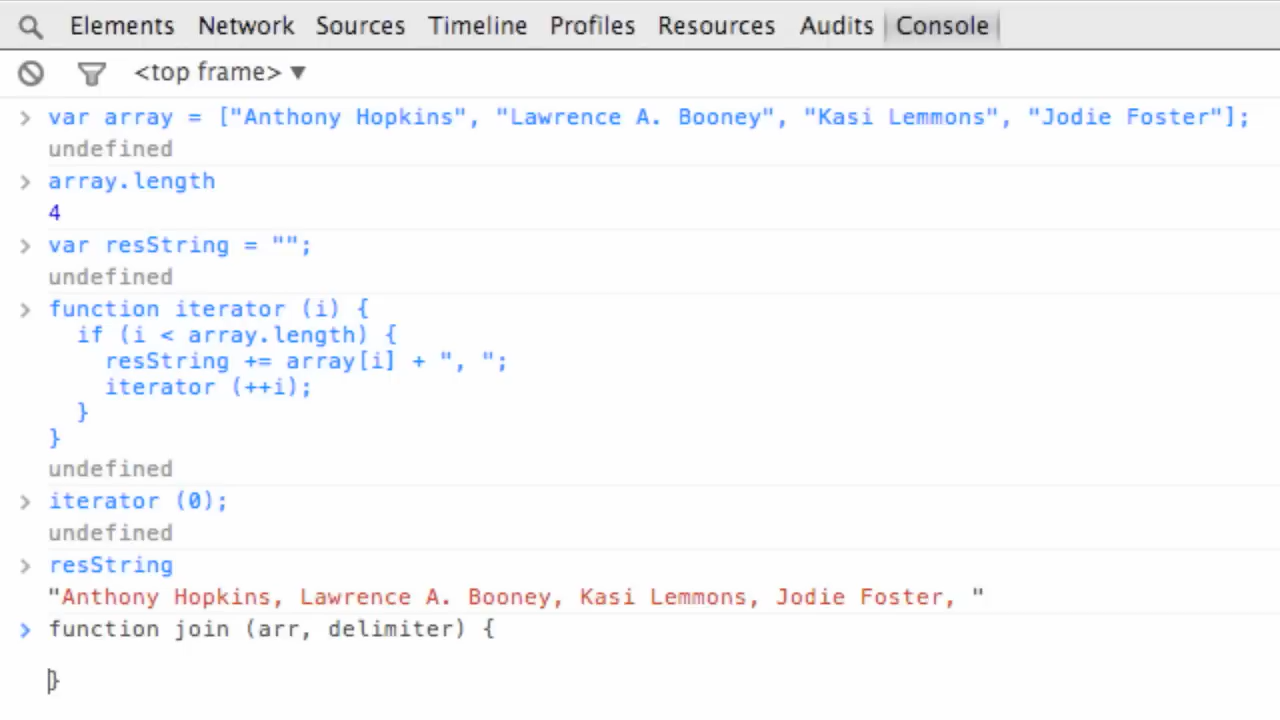 Elements Network Sources Timeline Profiles Resources Audits Console
<top frame> ▼
> var array = ["Anthony Hopkins", "Lawrence A. Booney", "Kasi Lemmons", "Jodie Foster"];
undefined
> array.length
4
> var resString = "";
undefined
> function iterator (i) {
if (i < array.length) {
resString += array[i] + ", ";
iterator (++i);
}
}
undefined
> iterator (0);
undefined
> resString
"Anthony Hopkins, Lawrence A. Booney, Kasi Lemmons, Jodie Foster, "
> function join (arr, delimiter) {
}